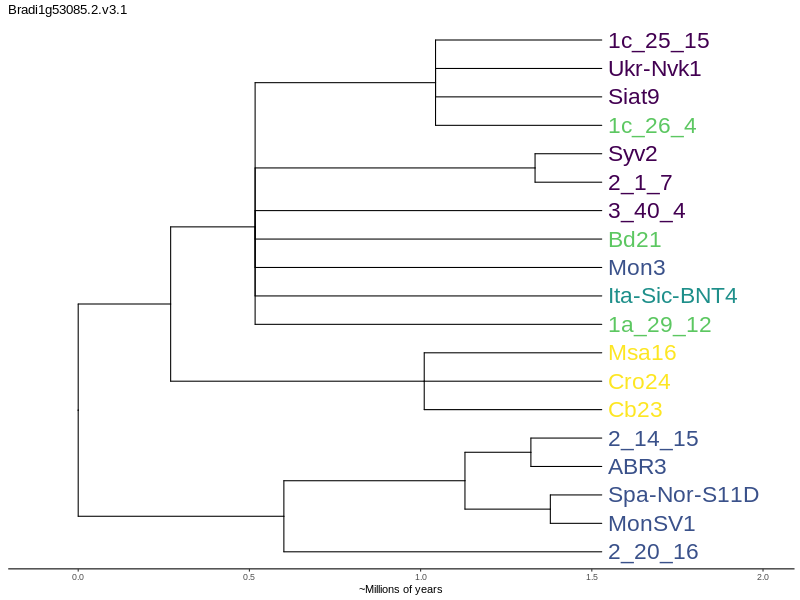 Bradi1g53085.2.v3.1
1c_25_15
Ukr-Nvk1
Siat9
1c_26_4
Syv2
2_1_7
3_40_4
Bd21
Mon3
Ita-Sic-BNT4
1a_29_12
Msa16
Cro24
Cb23
2_14_15
ABR3
Spa-Nor-S11D
MonSV1
2_20_16
0.0 0.5 1.0 1.5 2.0
~Millions of years